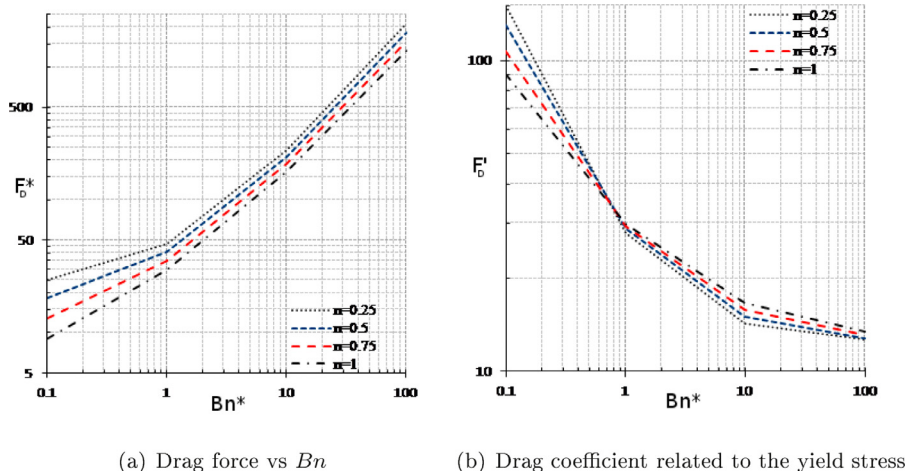 n=0.25
n=0.5
n=0.75
n=1
500
50
5
F_D*
0.1 1 10 100
Bn*
(a) Drag force vs Bn
n=0.25
n=0.5
n=0.75
n=1
100
10
F_D'
0.1 1 10 100
Bn*
(b) Drag coefficient related to the yield stress